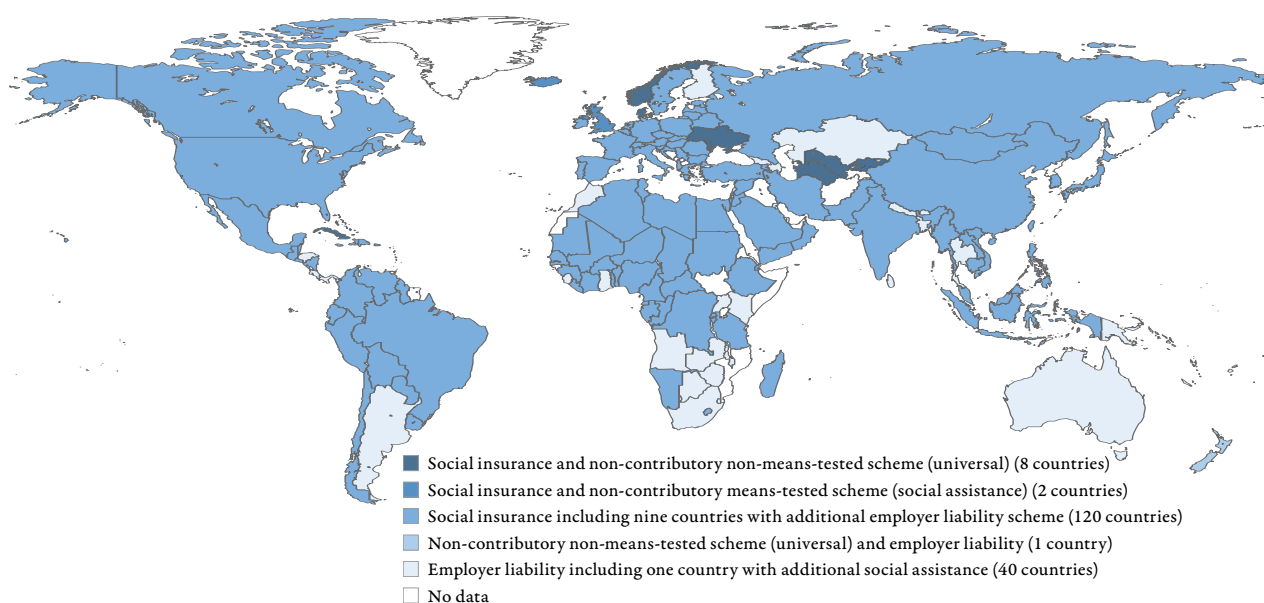 Social insurance and non-contributory non-means-tested scheme (universal) (8 countries)
Social insurance and non-contributory means-tested scheme (social assistance) (2 countries)
Social insurance including nine countries with additional employer liability scheme (120 countries)
Non-contributory non-means-tested scheme (universal) and employer liability (1 country)
Employer liability including one country with additional social assistance (40 countries)
No data